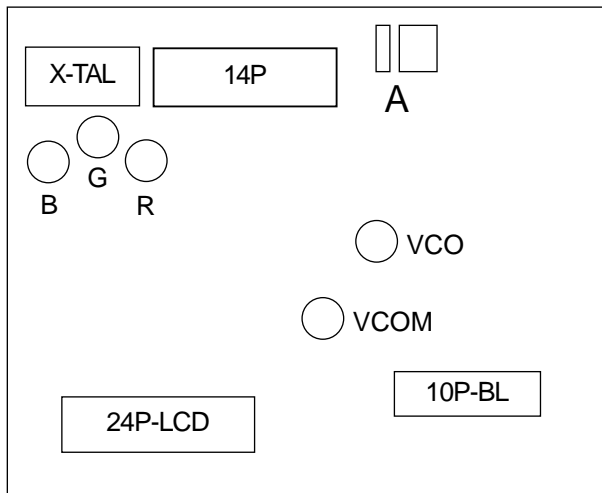 X-TAL
14P
A
B
G
R
VCO
VCOM
10P-BL
24P-LCD